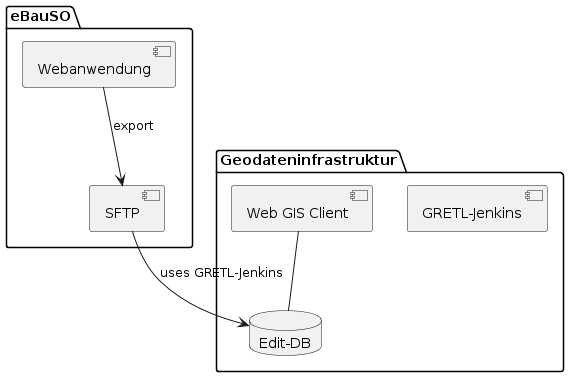 eBauSO
Webanwendung
export
SFTP
Geodateninfrastruktur
Web GIS Client
GRETL-Jenkins
uses GRETL-Jenkins
Edit-DB